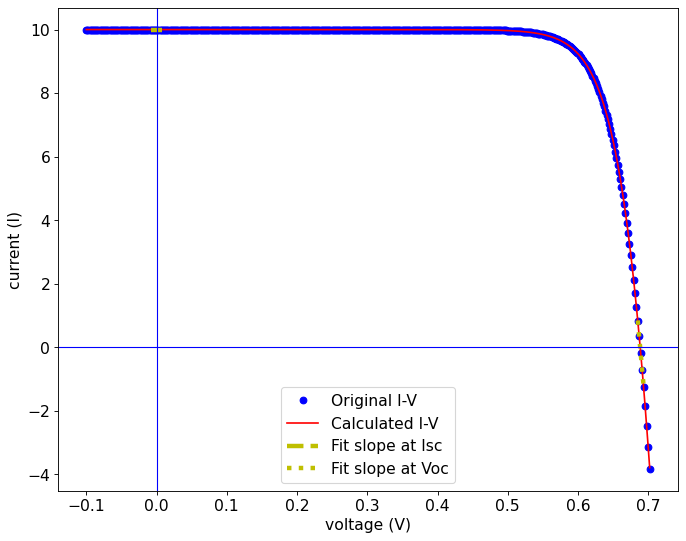 10
8
6
4
2
0
−2
−4
current (I)
Original I-V
Calculated I-V
Fit slope at Isc
Fit slope at Voc
−0.1 0.0 0.1 0.2 0.3 0.4 0.5 0.6 0.7
voltage (V)